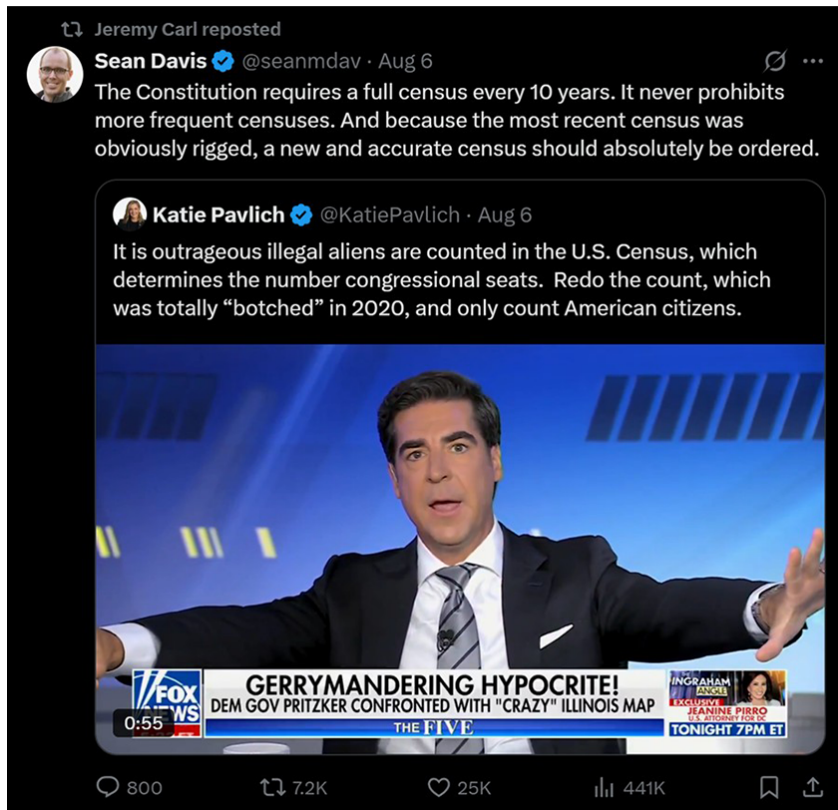 Jeremy Carl reposted
Sean Davis @seanmdav · Aug 6
The Constitution requires a full census every 10 years. It never prohibits
more frequent censuses. And because the most recent census was
obviously rigged, a new and accurate census should absolutely be ordered.
Katie Pavlich @KatiePavlich · Aug 6
It is outrageous illegal aliens are counted in the U.S. Census, which
determines the number congressional seats. Redo the count, which
was totally “botched” in 2020, and only count American citizens.
FOX
NEWS
0:55
GERRYMANDERING HYPOCRITE!
DEM GOV PRITZKER CONFRONTED WITH "CRAZY" ILLINOIS MAP
THE FIVE
INGRAHAM
ANGLE
EXCLUSIVE
JEANINE PIRRO
U.S. ATTORNEY FOR DC
TONIGHT 7PM ET
800 7.2K 25K 441K